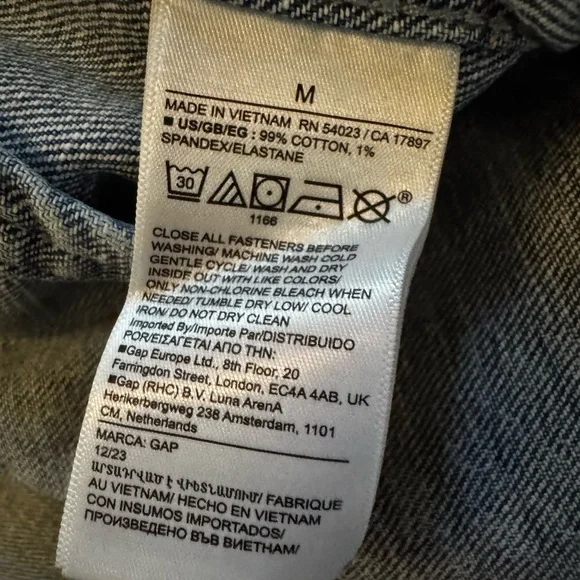 M
MADE IN VIETNAM RN 54023 / CA 17897
■ US/GB/EG : 99% COTTON, 1%
SPANDEX/ELASTANE
30
®
1166
CLOSE ALL FASTENERS BEFORE
WASHING/ MACHINE WASH COLD
GENTLE CYCLE/ WASH AND DRY
INSIDE OUT WITH LIKE COLORS/
ONLY NON-CHLORINE BLEACH WHEN
NEEDED/ TUMBLE DRY LOW/ COOL
IRON/ DO NOT DRY CLEAN
Imported By/Importe Par/DISTRIBUIDO
POR/ΕΙΣΑΓΕΤΑΙ ΑΠΟ ΤΗΝ:
■Gap Europe Ltd., 8th Floor, 20
Farringdon Street, London, EC4A 4AB, UK
■Gap (RHC) B.V. Luna ArenA
Herikerbergweg 238 Amsterdam, 1101
CM, Netherlands
MARCA: GAP
12/23
ԱՐՏԱԴՐՎԱԾ Է ՎԻԵՏՆԱՄՈՒՄ/ FABRIQUE
AU VIETNAM/ HECHO EN VIETNAM
CON INSUMOS IMPORTADOS/
ПРОИЗВЕДЕНО ВЪВ ВИЕТНАМ/